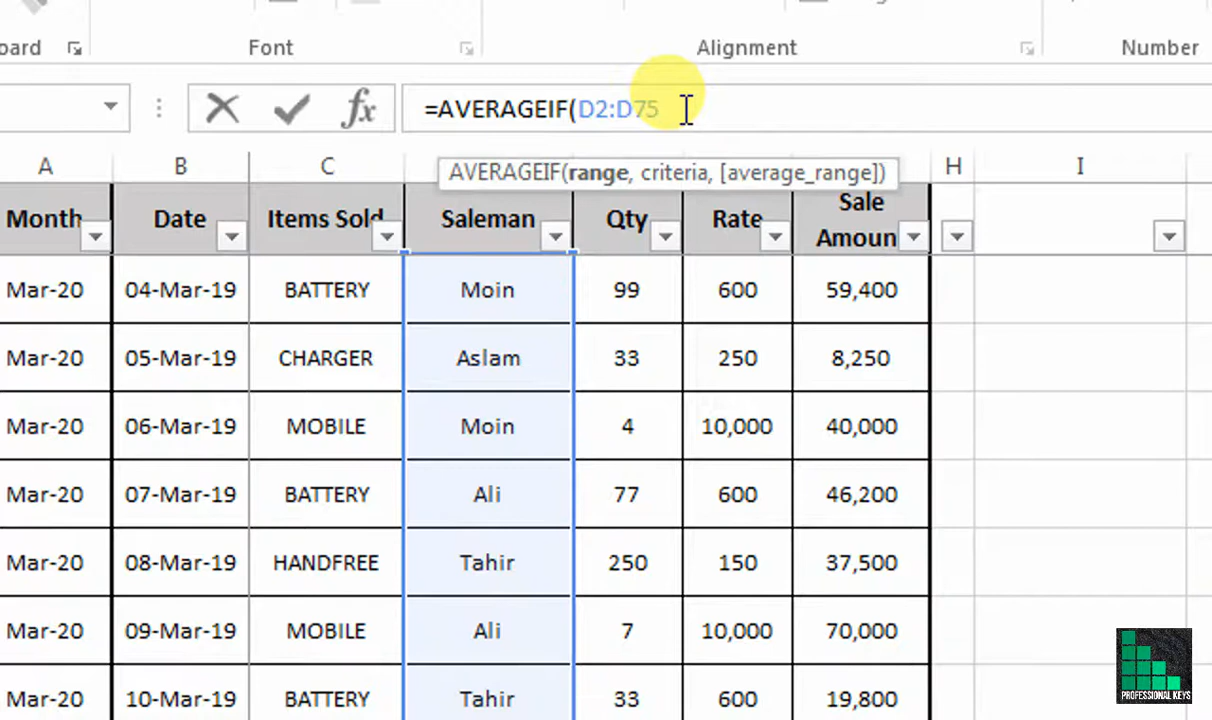 oard Font Alignment Number
fx =AVERAGEIF(D2:D75
AVERAGEIF(range, criteria, [average_range])
A B C H I
Month Date Items Sold Saleman Qty Rate Sale Amoun
Mar-20 04-Mar-19 BATTERY Moin 99 600 59,400
Mar-20 05-Mar-19 CHARGER Aslam 33 250 8,250
Mar-20 06-Mar-19 MOBILE Moin 4 10,000 40,000
Mar-20 07-Mar-19 BATTERY Ali 77 600 46,200
Mar-20 08-Mar-19 HANDFREE Tahir 250 150 37,500
Mar-20 09-Mar-19 MOBILE Ali 7 10,000 70,000
Mar-20 10-Mar-19 BATTERY Tahir 33 600 19,800
PROFESSIONAL KEYS